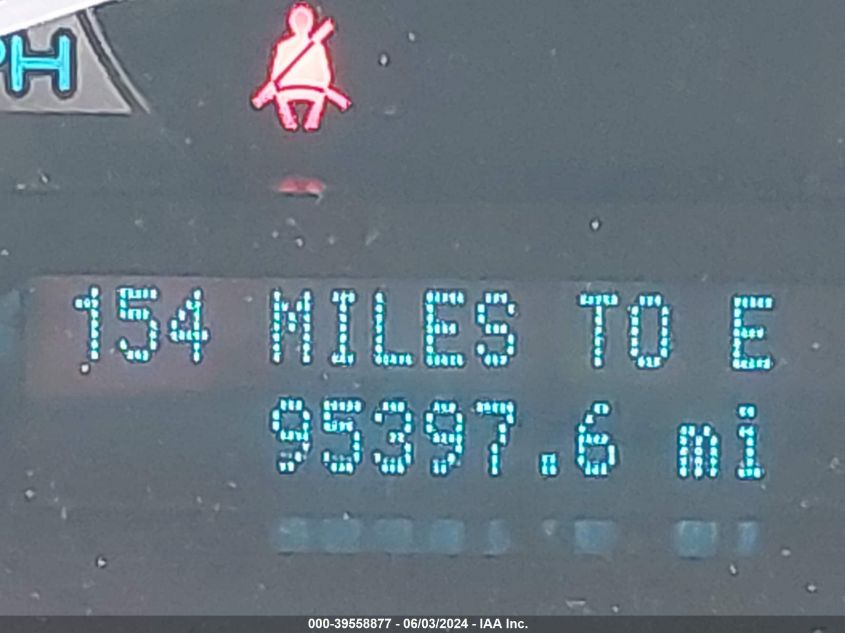 PH
154 MILES TO E
95397.6 mi
000-39558877 - 06/03/2024 - IAA Inc.